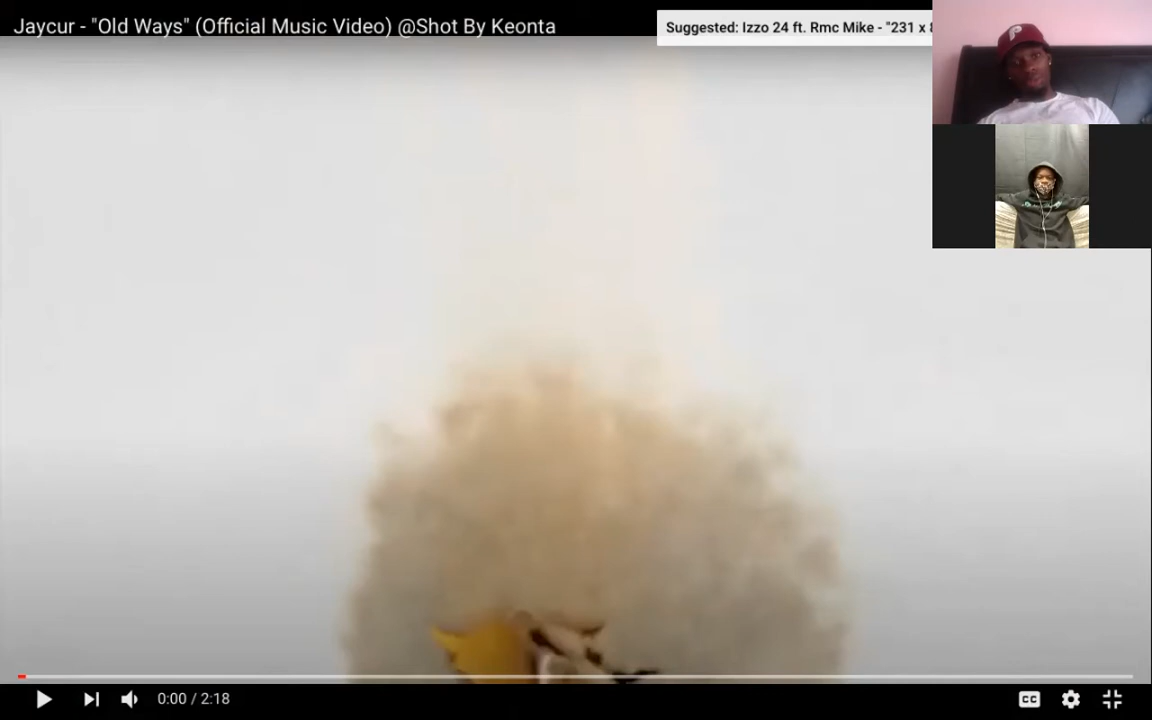 Jaycur - "Old Ways" (Official Music Video) @Shot By Keonta
Suggested: Izzo 24 ft. Rmc Mike - "231 x
P
0:00 / 2:18
CC